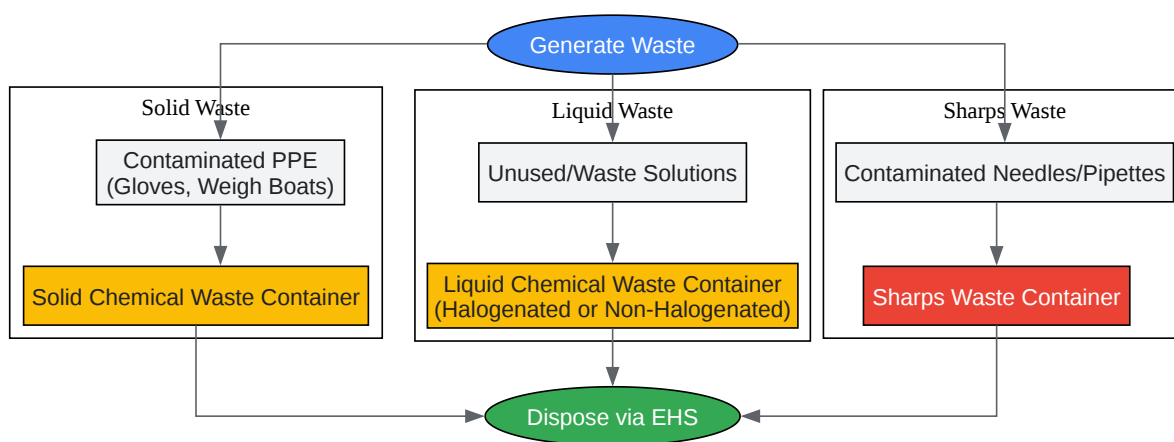 Generate Waste
Solid Waste
Contaminated PPE
(Gloves, Weigh Boats)
Solid Chemical Waste Container
Liquid Waste
Unused/Waste Solutions
Liquid Chemical Waste Container
(Halogenated or Non-Halogenated)
Sharps Waste
Contaminated Needles/Pipettes
Sharps Waste Container
Dispose via EHS